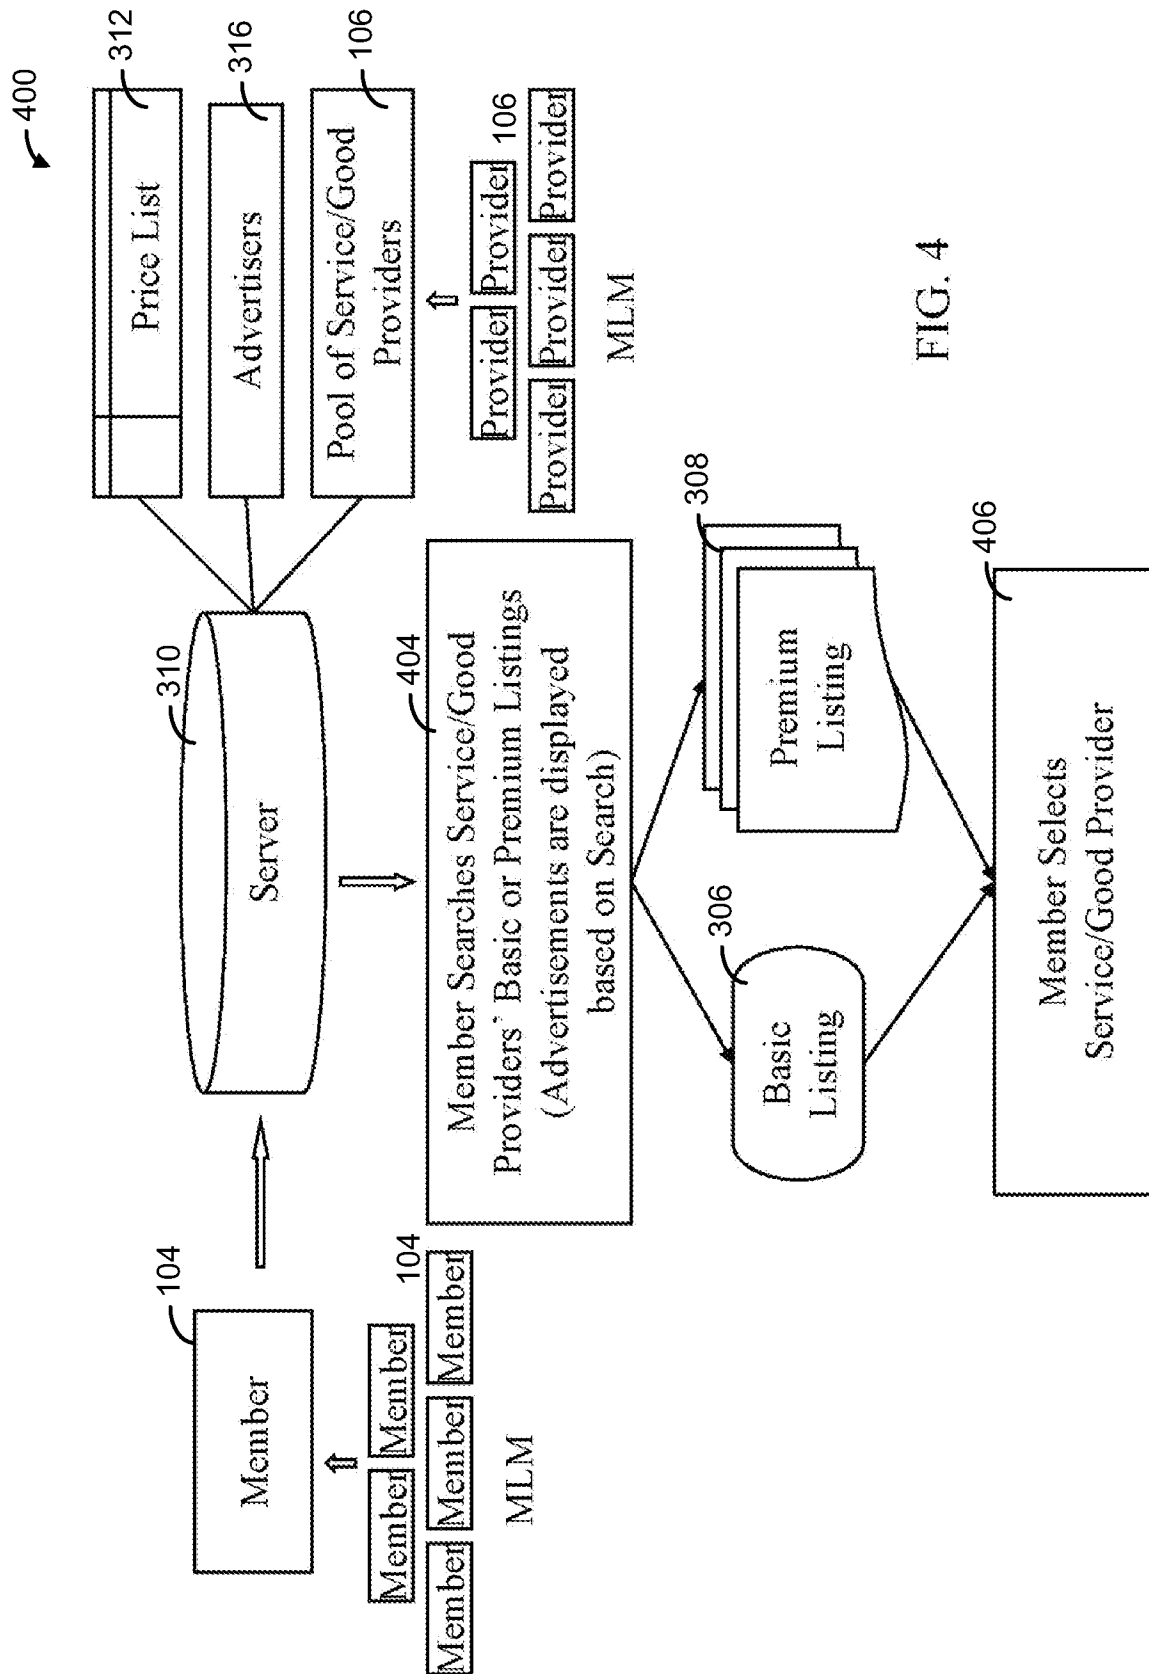 400
104
Member
Member
Member
104
Member
Member
Member
MLM
310
Server
312
Price List
316
Advertisers
106
Pool of Service/Good
Providers
106
Provider
Provider
Provider
Provider
Provider
MLM
404
Member Searches Service/Good
Providers' Basic or Premium Listings
(Advertisements are displayed
based on Search)
306
Basic
Listing
308
Premium
Listing
406
Member Selects
Service/Good Provider
FIG. 4